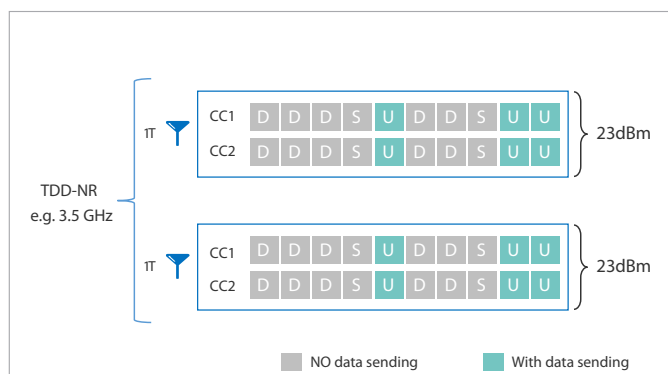 CC1 D D D S U D D S U U
1T
CC2 D D D S U D D S U U
23dBm
TDD-NR
e.g. 3.5 GHz
CC1 D D D S U D D S U U
1T
CC2 D D D S U D D S U U
23dBm
NO data sending
With data sending